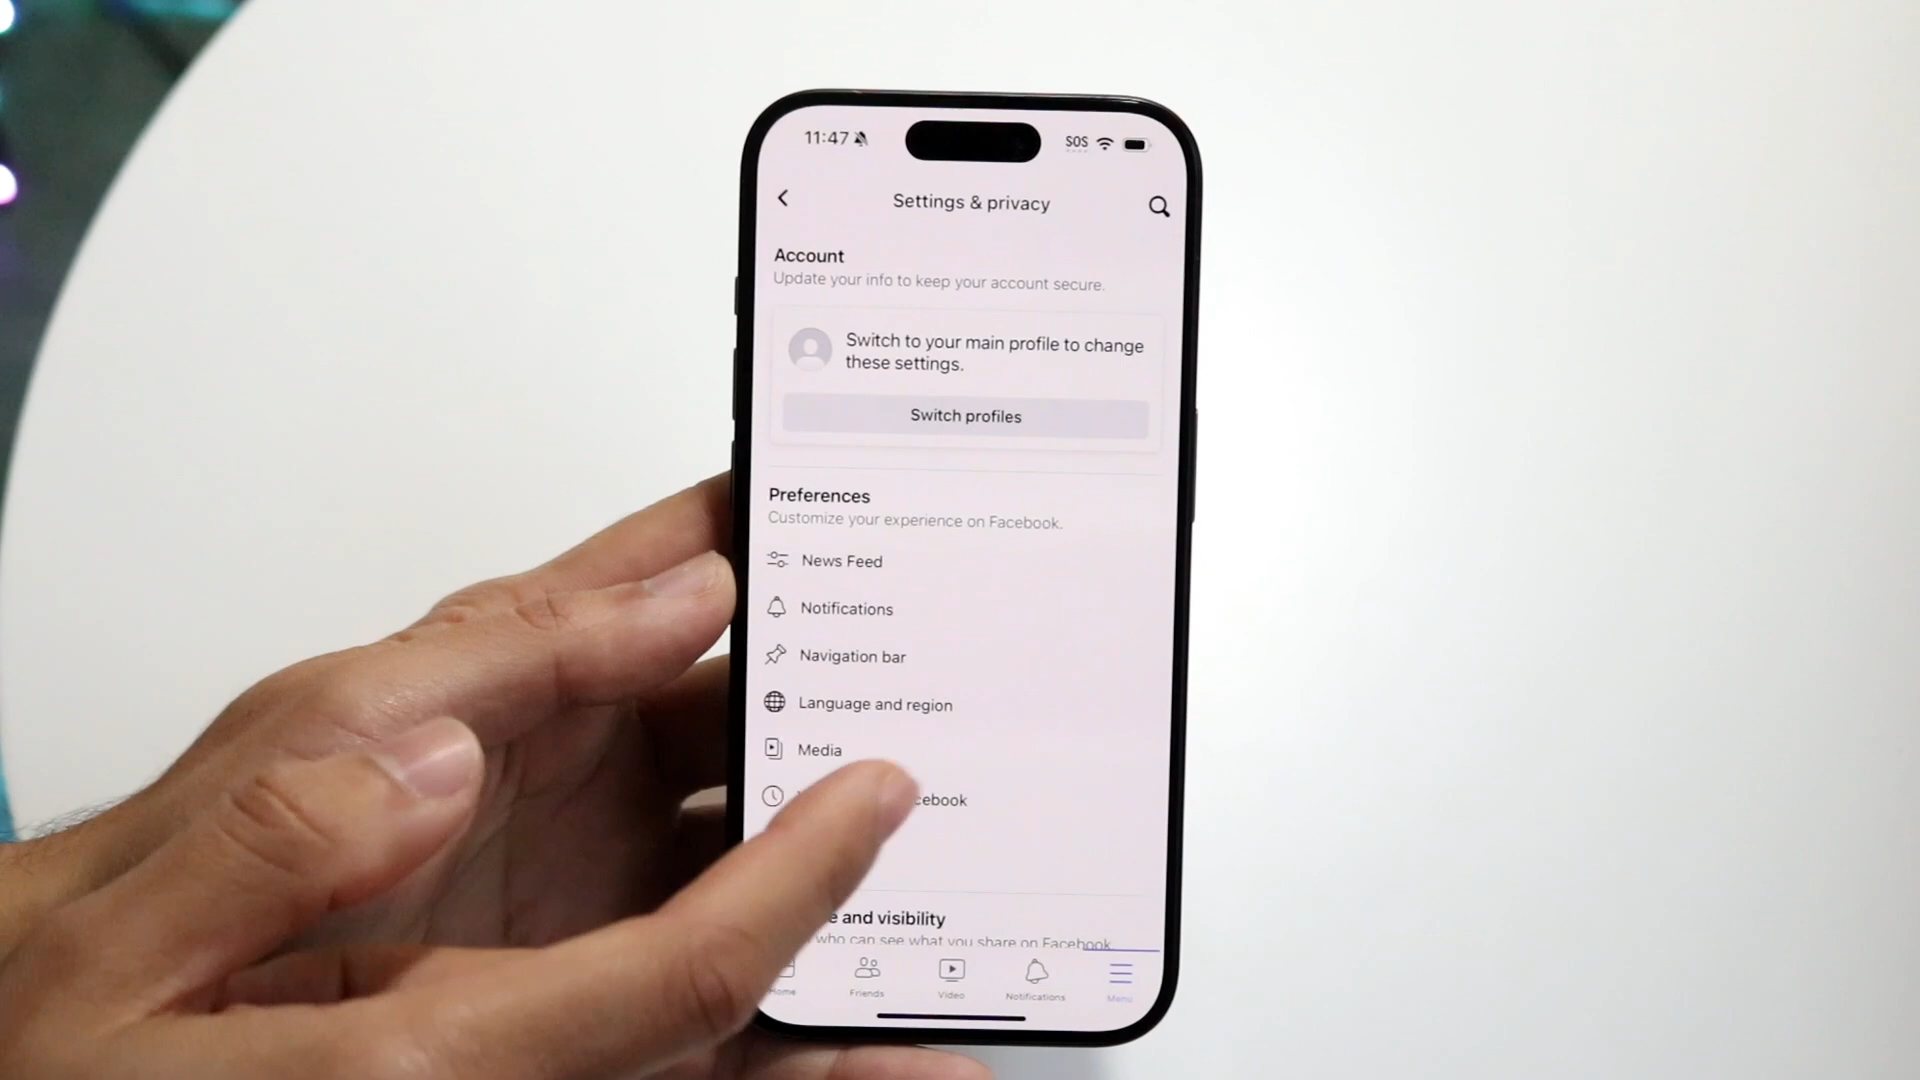 11:47
SOS
Settings & privacy
Account
Update your info to keep your account secure.
Switch to your main profile to change
these settings.
Switch profiles
Preferences
Customize your experience on Facebook.
News Feed
Notifications
Navigation bar
Language and region
Media
cebook
e and visibility
who can see what you share on Facebook.
Home
Friends
Video
Notifications
Menu